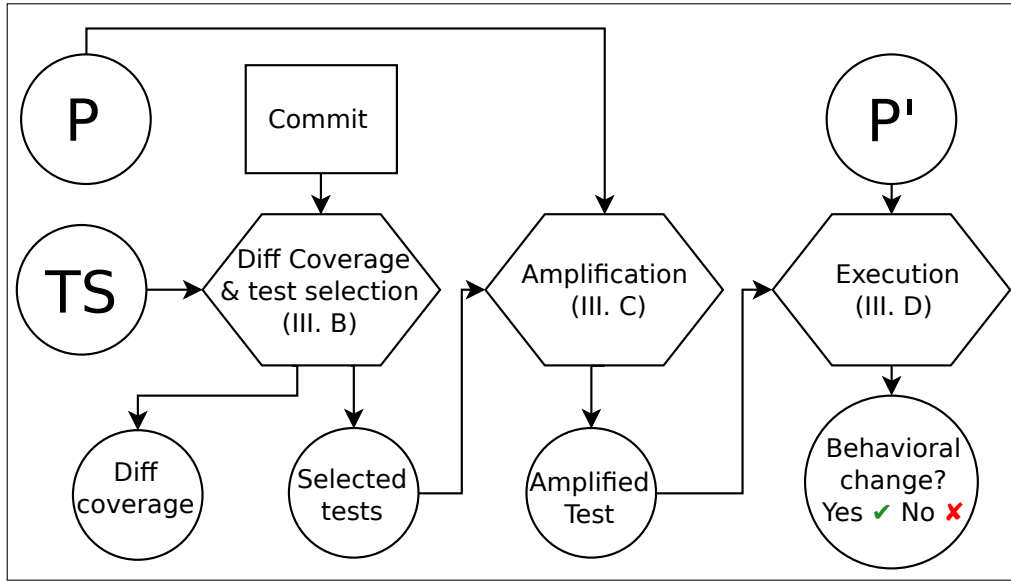 P
Commit
P'
TS
Diff Coverage
& test selection
(III. B)
Amplification
(III. C)
Execution
(III. D)
Diff
coverage
Selected
tests
Amplified
Test
Behavioral
change?
Yes ✔ No ✘